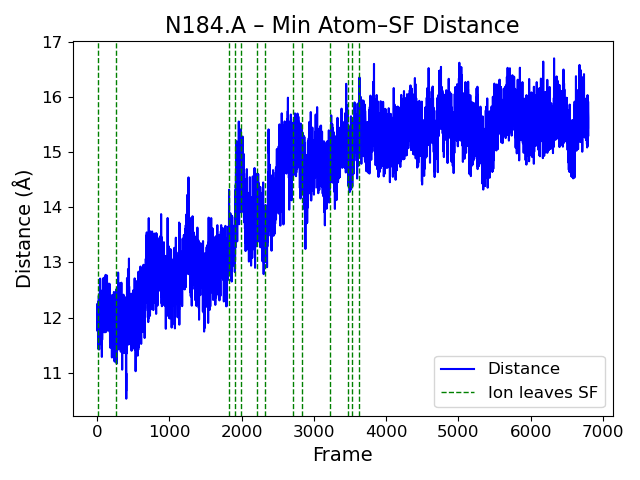 N184.A – Min Atom–SF Distance
Distance (Å)
17
16
15
14
13
12
11
0 1000 2000 3000 4000 5000 6000 7000
Frame
Distance
Ion leaves SF